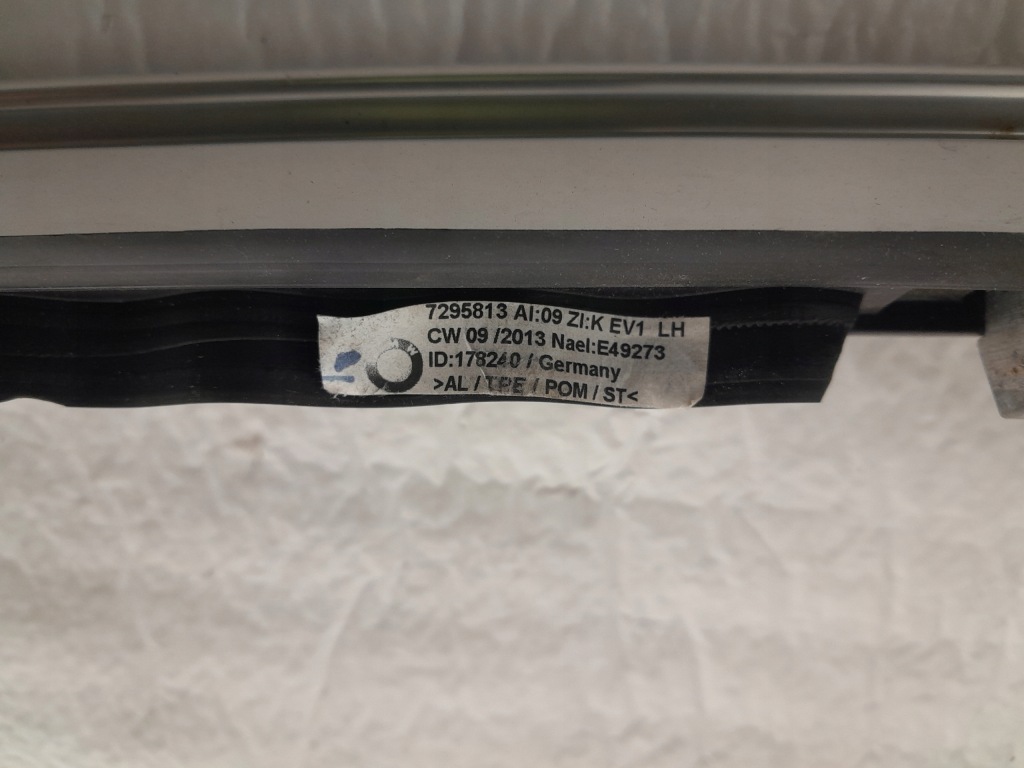 7295813 AI:09 ZI:K EV1 LH
CW 09 /2013 Nael:E49273
ID:178240 / Germany
>AL / TPE / POM / ST<